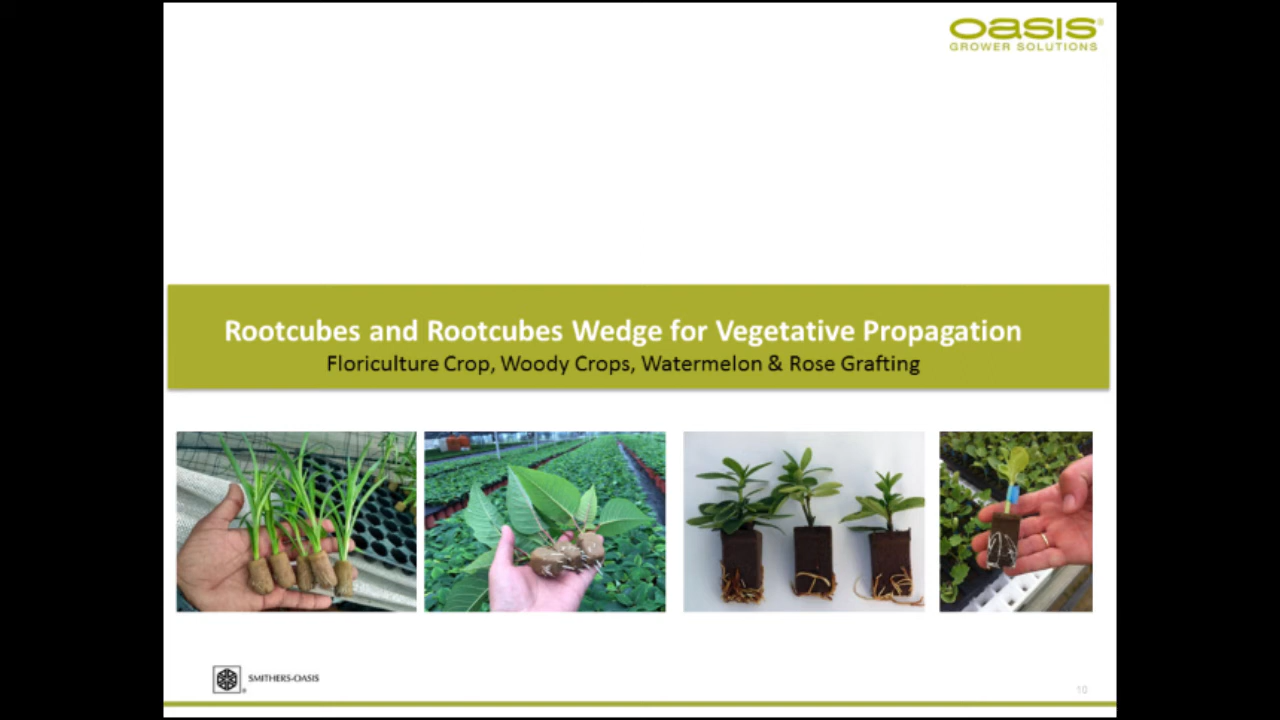 oasis®
GROWER SOLUTIONS
Rootcubes and Rootcubes Wedge for Vegetative Propagation
Floriculture Crop, Woody Crops, Watermelon & Rose Grafting
SMITHERS-OASIS
®
10